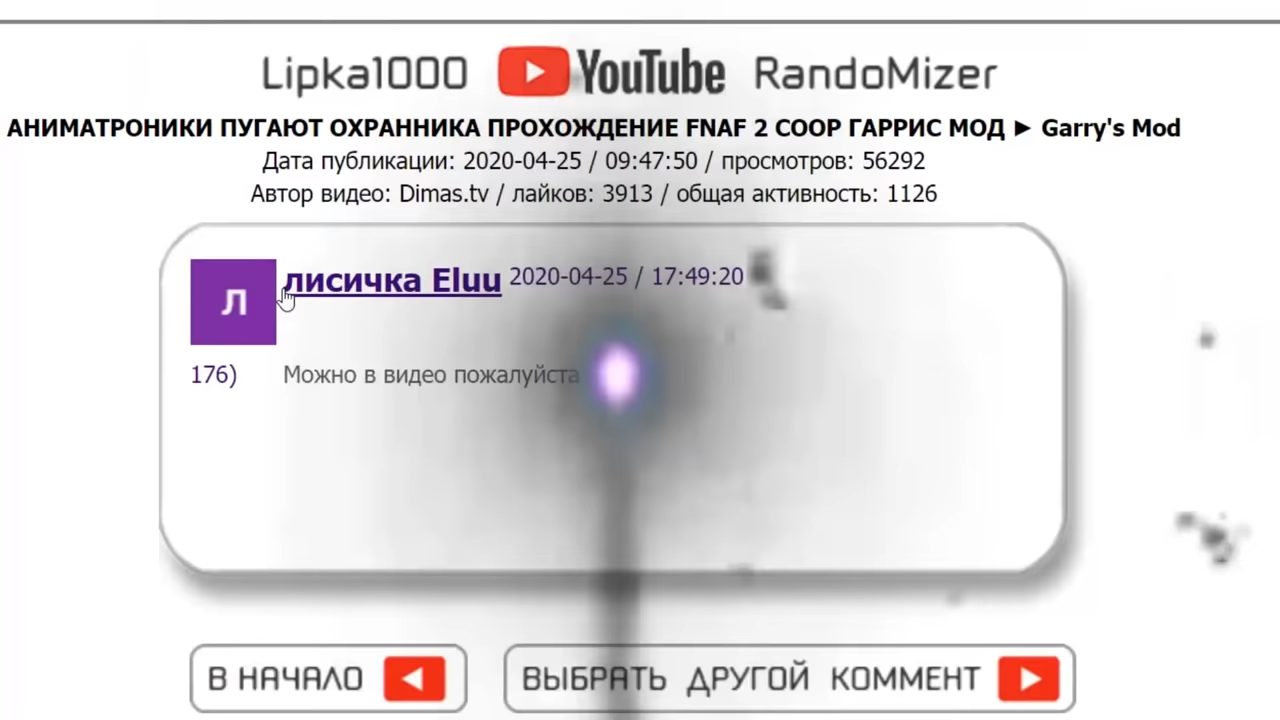 Lipka1000 YouTube RandoMizer
АНИМАТРОНИКИ ПУГАЮТ ОХРАННИКА ПРОХОЖДЕНИЕ FNAF 2 COOP ГАРРИС МОД ► Garry's Mod
Дата публикации: 2020-04-25 / 09:47:50 / просмотров: 56292
Автор видео: Dimas.tv / лайков: 3913 / общая активность: 1126
Л лисичка Eluu 2020-04-25 / 17:49:20
176) Можно в видео пожалуйста
В НАЧАЛО ВЫБРАТЬ ДРУГОЙ КОММЕНТ